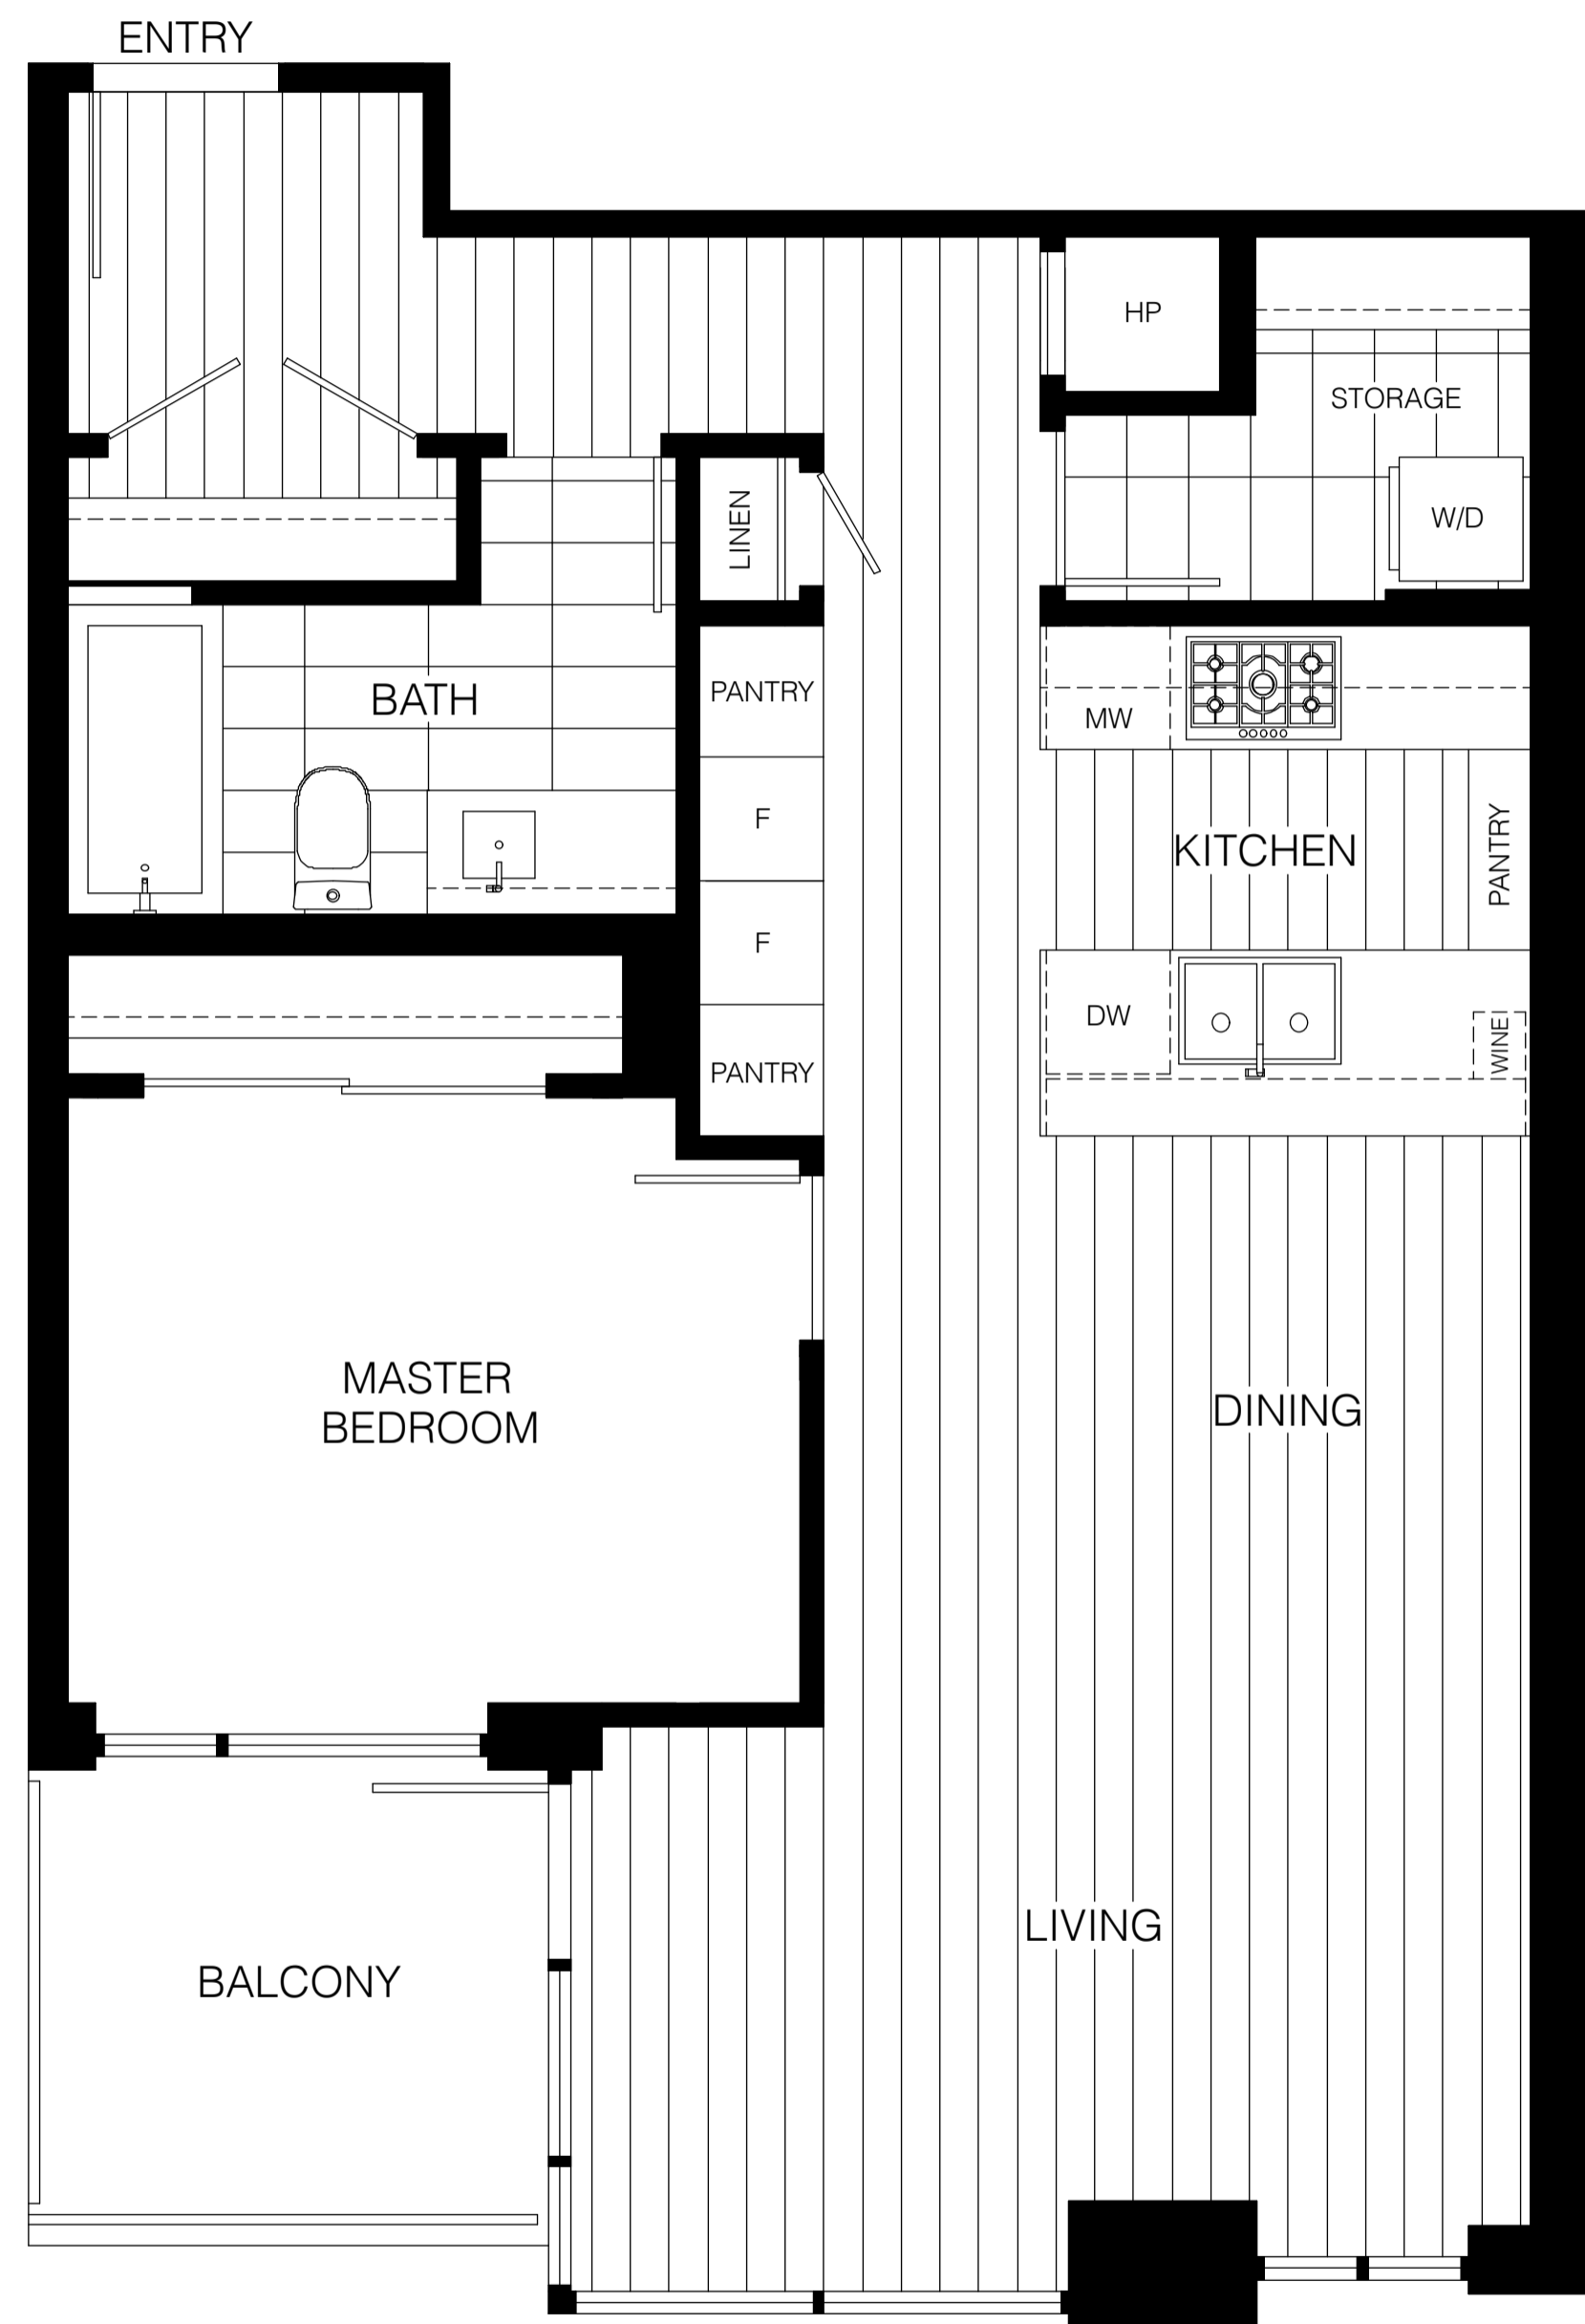 ENTRY
HP
STORAGE
W/D
LINEN
BATH
PANTRY
MW
F
KITCHEN
PANTRY
F
DW
WINE
PANTRY
MASTER
BEDROOM
DINING
LIVING
BALCONY